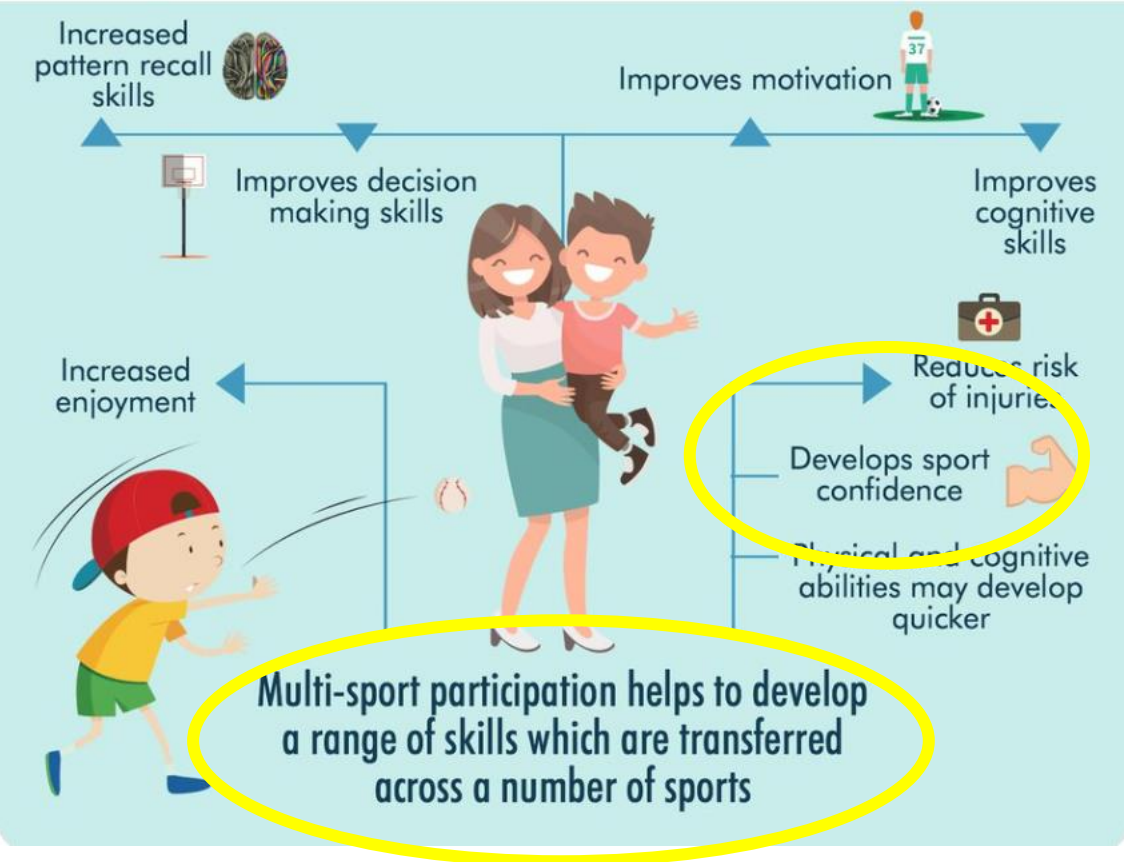 Increased
pattern recall
skills
Improves motivation
37
Improves decision
making skills
Improves
cognitive
skills
Increased
enjoyment
Reduces risk
of injuries
Develops sport
confidence
Physical and cognitive
abilities may develop
quicker
Multi-sport participation helps to develop
a range of skills which are transferred
across a number of sports